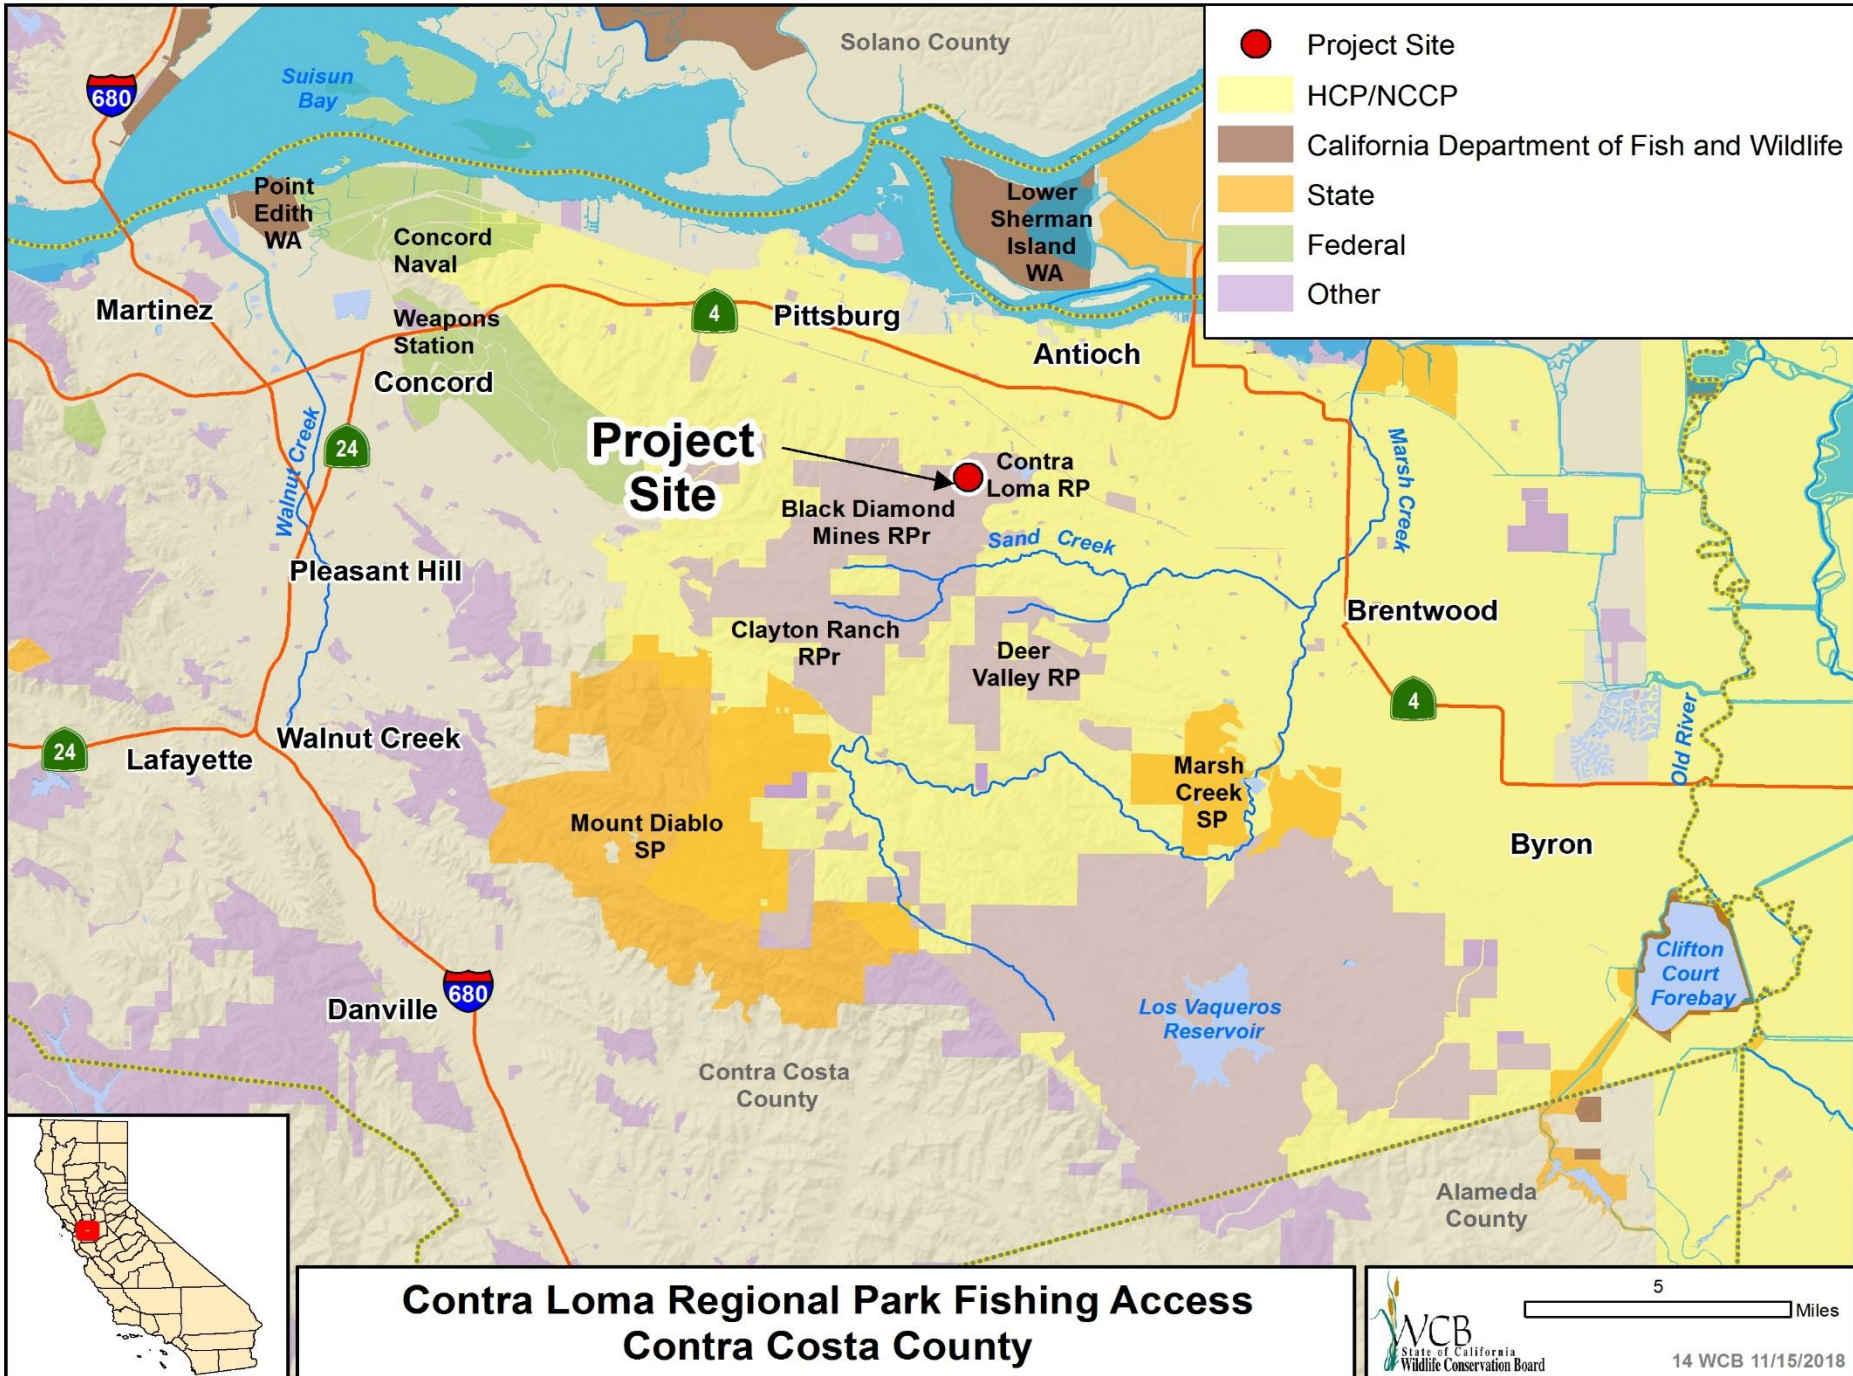 Solano County
Project Site
HCP/NCCP
California Department of Fish and Wildlife
State
Federal
Other
680
Suisun
Bay
Point
Edith
WA
Concord
Naval
Weapons
Station
Lower
Sherman
Island
WA
Martinez
4
Pittsburg
Antioch
Concord
Walnut Creek
24
Project
Site
Contra
Loma RP
Black Diamond
Mines RPr
Sand Creek
Marsh Creek
Pleasant Hill
Clayton Ranch
RPr
Deer
Valley RP
Brentwood
4
Old River
24
Lafayette
Walnut Creek
Mount Diablo
SP
Marsh
Creek
SP
Byron
Danville
680
Los Vaqueros
Reservoir
Clifton
Court
Forebay
Contra Costa
County
Alameda
County
Contra Loma Regional Park Fishing Access
Contra Costa County
5
Miles
WCB
State of California
Wildlife Conservation Board
14 WCB 11/15/2018